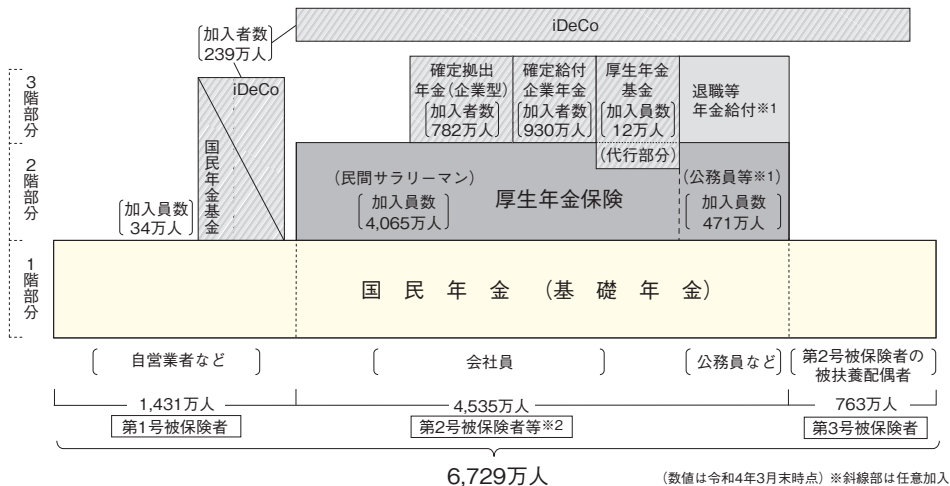 iDeCo
加入者数
239万人
3階部分
iDeCo
国民年金基金
確定拠出
年金(企業型)
加入者数
782万人
確定給付
企業年金
加入者数
930万人
厚生年金
基金
加入員数
12万人
(代行部分)
退職等
年金給付※1
2階部分
加入員数
34万人
(民間サラリーマン)
加入員数
4,065万人
厚生年金保険
(公務員等※1)
加入員数
471万人
1階部分
国民年金(基礎年金)
自営業者など
会社員
公務員など
第2号被保険者の
被扶養配偶者
1,431万人
4,535万人
763万人
第1号被保険者
第2号被保険者等※2
第3号被保険者
6,729万人
(数値は令和4年3月末時点) ※斜線部は任意加入